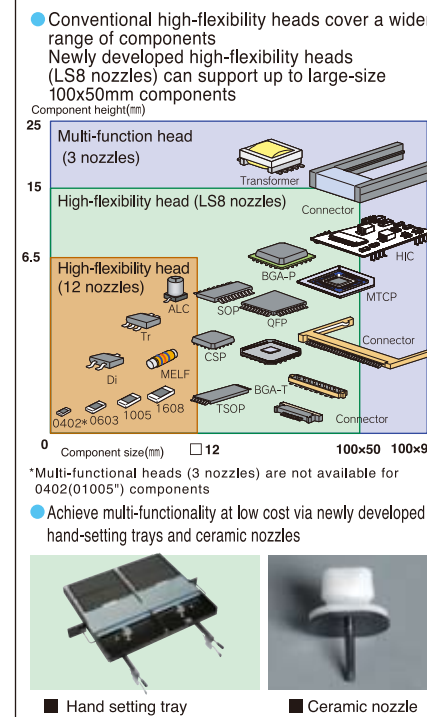 Conventional high-flexibility heads cover a wider
range of components
Newly developed high-flexibility heads
(LS8 nozzles) can support up to large-size
100x50mm components
Component height(mm)
25
Multi-function head
(3 nozzles)
Transformer
15
High-flexibility head (LS8 nozzles)
Connector
HIC
6.5
High-flexibility head
(12 nozzles)
BGA-P
MTCP
ALC
SOP
QFP
Tr
Connector
CSP
Di
MELF
BGA-T
0402* 0603 1005 1608
TSOP
Connector
0 Component size(mm) □12 100×50 100×9
*Multi-functional heads (3 nozzles) are not available for
0402(01005") components
Achieve multi-functionality at low cost via newly developed
hand-setting trays and ceramic nozzles
■ Hand setting tray
■ Ceramic nozzle